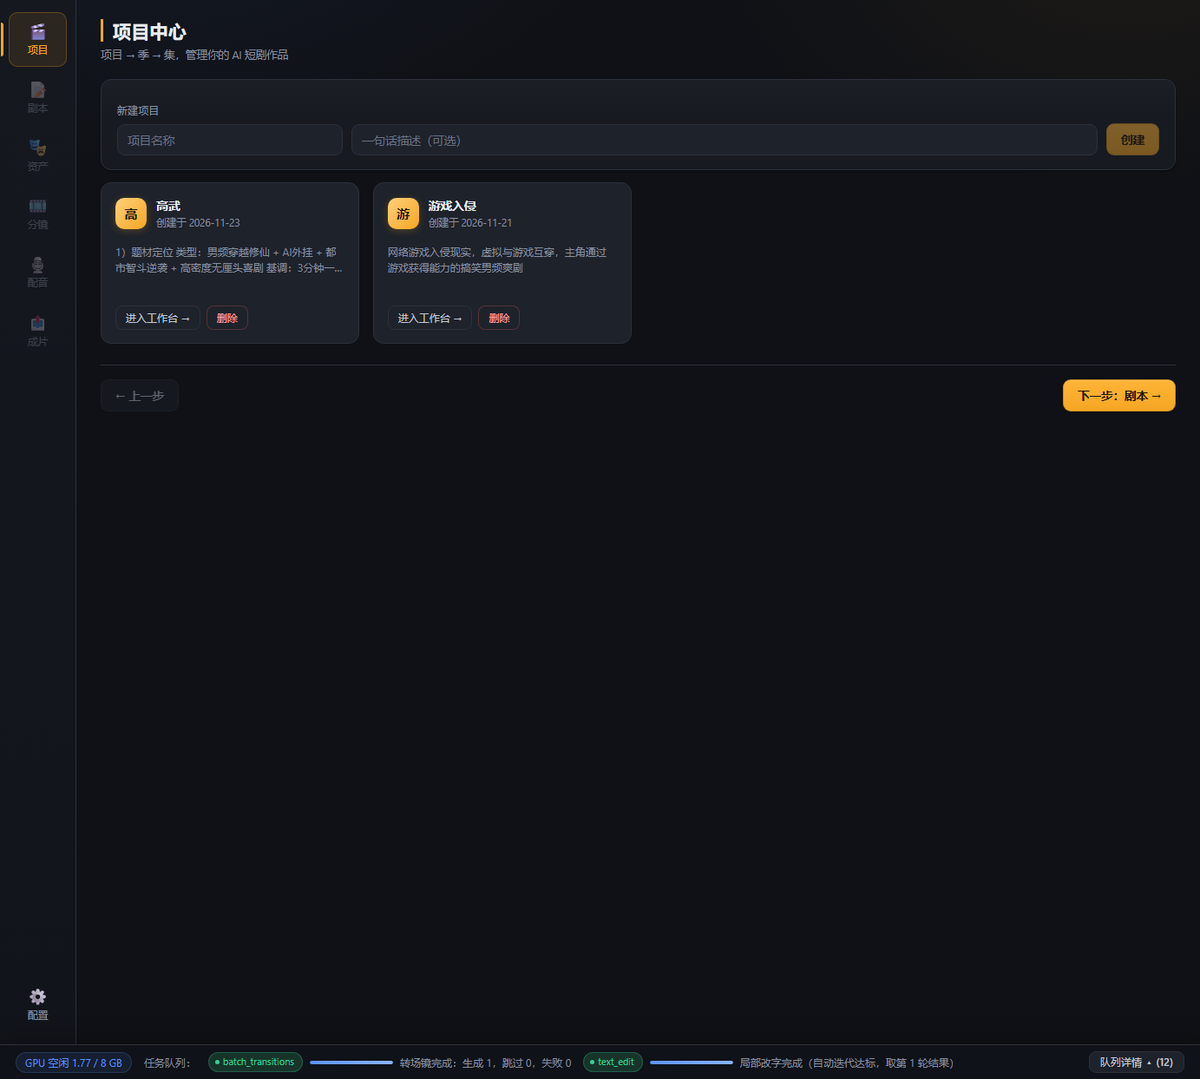 项目
剧本
资产
分镜
配音
成片
配置
项目中心
项目 → 季 → 集，管理你的 AI 短剧作品
新建项目
项目名称
一句话描述（可选）
创建
高
高武
创建于 2026-11-23
1）题材定位 类型：男频穿越修仙 + AI外挂 + 都
市智斗逆袭 + 高密度无厘头喜剧 基调：3分钟一...
进入工作台 →
删除
游
游戏入侵
创建于 2026-11-21
网络游戏入侵现实，虚拟与游戏互穿，主角通过
游戏获得能力的搞笑男频爽剧
进入工作台 →
删除
← 上一步
下一步：剧本 →
GPU 空闲 1.77 / 8 GB
任务队列：
batch_transitions
转场镜完成：生成 1，跳过 0，失败 0
text_edit
局部改字完成（自动迭代达标，取第 1 轮结果）
队列详情 ▴ (12)